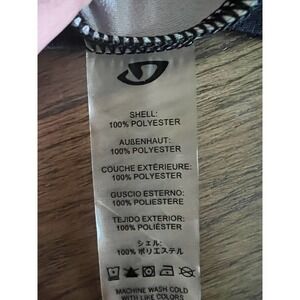 SHELL:
100% POLYESTER
AUßENHAUT:
100% POLYESTER
COUCHE EXTÉRIEURE:
100% POLYESTER
GUSCIO ESTERNO:
100% POLIESTERE
TEJIDO EXTERIOR:
100% POLIÉSTER
シェル:
100% ポリエステル
MACHINE WASH COLD
WITH LIKE COLORS